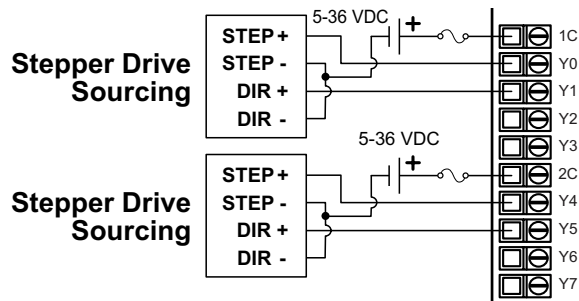 5-36 VDC
+
Stepper Drive
Sourcing
STEP +
STEP -
DIR +
DIR -
1C
Y0
Y1
Y2
Y3
5-36 VDC
+
Stepper Drive
Sourcing
STEP +
STEP -
DIR +
DIR -
2C
Y4
Y5
Y6
Y7